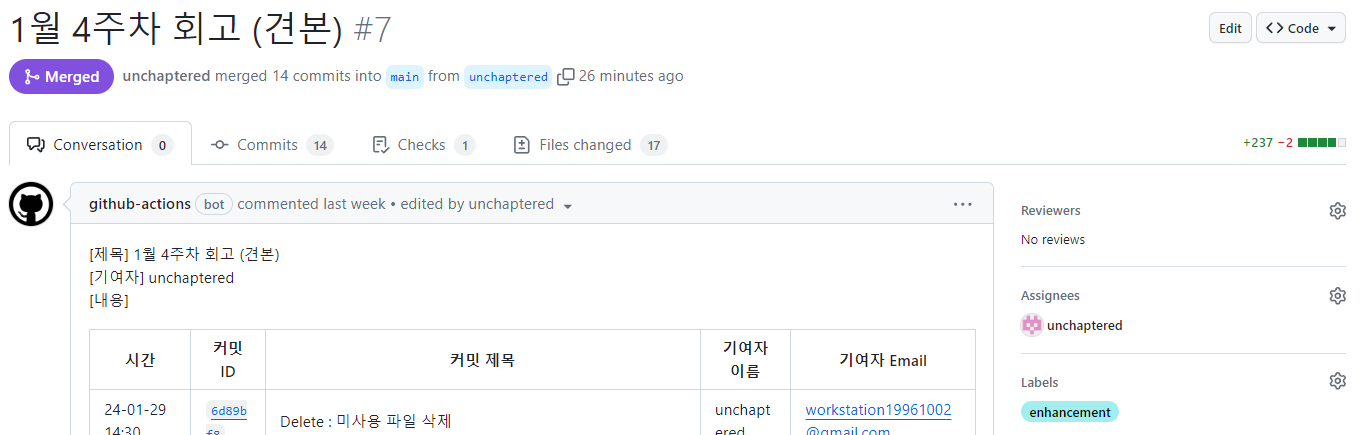 1월 4주차 회고 (견본) #7
Edit
Code
Merged unchaptered merged 14 commits into main from unchaptered 26 minutes ago
Conversation 0
Commits 14
Checks 1
Files changed 17
+237 −2
github-actions bot commented last week • edited by unchaptered
[제목] 1월 4주차 회고 (견본)
[기여자] unchaptered
[내용]
시간
커밋
ID
커밋 제목
기여자
이름
기여자 Email
24-01-29
14:30
6d89b
f8
Delete : 미사용 파일 삭제
unchapt
ered
workstation19961002
@gmail.com
Reviewers
No reviews
Assignees
unchaptered
Labels
enhancement